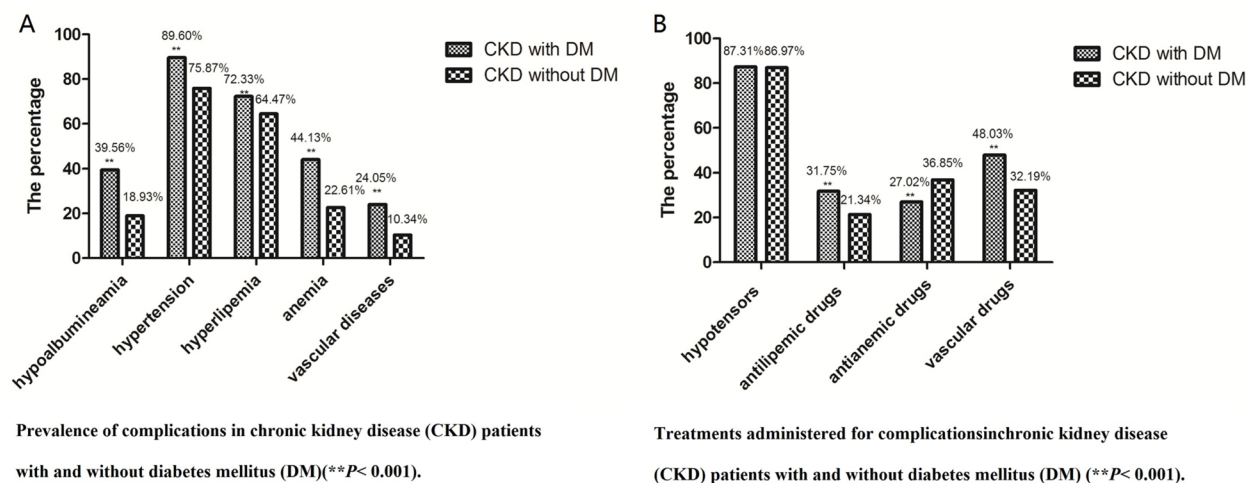 A
The percentage
100
80
60
40
20
0
39.56%
**
18.93%
89.60%
**
75.87%
72.33%
**
64.47%
44.13%
**
22.61%
24.05%
**
10.34%
hypoalbumineamia
hypertension
hyperlipemia
anemia
vascular diseases
CKD with DM
CKD without DM
Prevalence of complications in chronic kidney disease (CKD) patients
with and without diabetes mellitus (DM)(**P< 0.001).
B
The percentage
100
80
60
40
20
0
87.31%
86.97%
31.75%
**
21.34%
27.02%
**
36.85%
48.03%
**
32.19%
hypotensors
antilipemic drugs
antianemic drugs
vascular drugs
CKD with DM
CKD without DM
Treatments administered for complicationsinchronic kidney disease
(CKD) patients with and without diabetes mellitus (DM) (**P< 0.001).